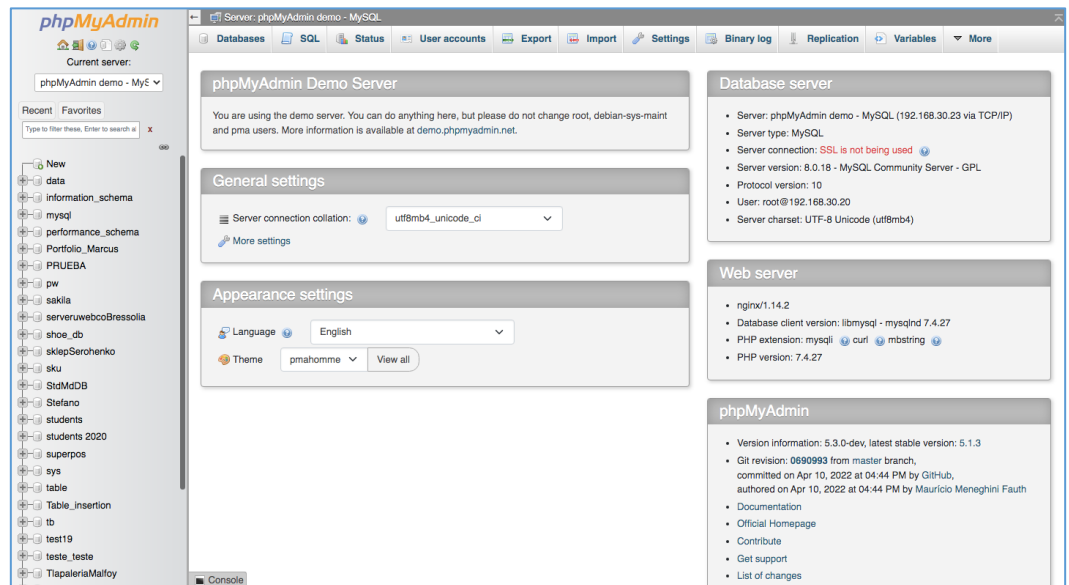 phpMyAdmin
Current server:
phpMyAdmin demo - MyS
Recent Favorites
Type to filter these, Enter to search al X
New
data
information_schema
mysql
performance_schema
Portfolio_Marcus
PRUEBA
pw
sakila
serveruwebcoBressolia
shoe_db
sklepSerohenko
sku
StdMdDB
Stefano
students
students 2020
superpos
sys
table
Table_insertion
tb
test19
teste_teste
TlapaleriaMalfoy
Server: phpMyAdmin demo - MySQL
Databases SQL Status User accounts Export Import Settings Binary log Replication Variables More
phpMyAdmin Demo Server
You are using the demo server. You can do anything here, but please do not change root, debian-sys-maint
and pma users. More information is available at demo.phpmyadmin.net.
General settings
Server connection collation: utf8mb4_unicode_ci
More settings
Appearance settings
Language English
Theme pmahomme View all
Console
Database server
Server: phpMyAdmin demo - MySQL (192.168.30.23 via TCP/IP)
Server type: MySQL
Server connection: SSL is not being used
Server version: 8.0.18 - MySQL Community Server - GPL
Protocol version: 10
User: root@192.168.30.20
Server charset: UTF-8 Unicode (utf8mb4)
Web server
nginx/1.14.2
Database client version: libmysql - mysqlnd 7.4.27
PHP extension: mysqli curl mbstring
PHP version: 7.4.27
phpMyAdmin
Version information: 5.3.0-dev, latest stable version: 5.1.3
Git revision: 0690993 from master branch,
committed on Apr 10, 2022 at 04:44 PM by GitHub,
authored on Apr 10, 2022 at 04:44 PM by Maurício Meneghini Fauth
Documentation
Official Homepage
Contribute
Get support
List of changes